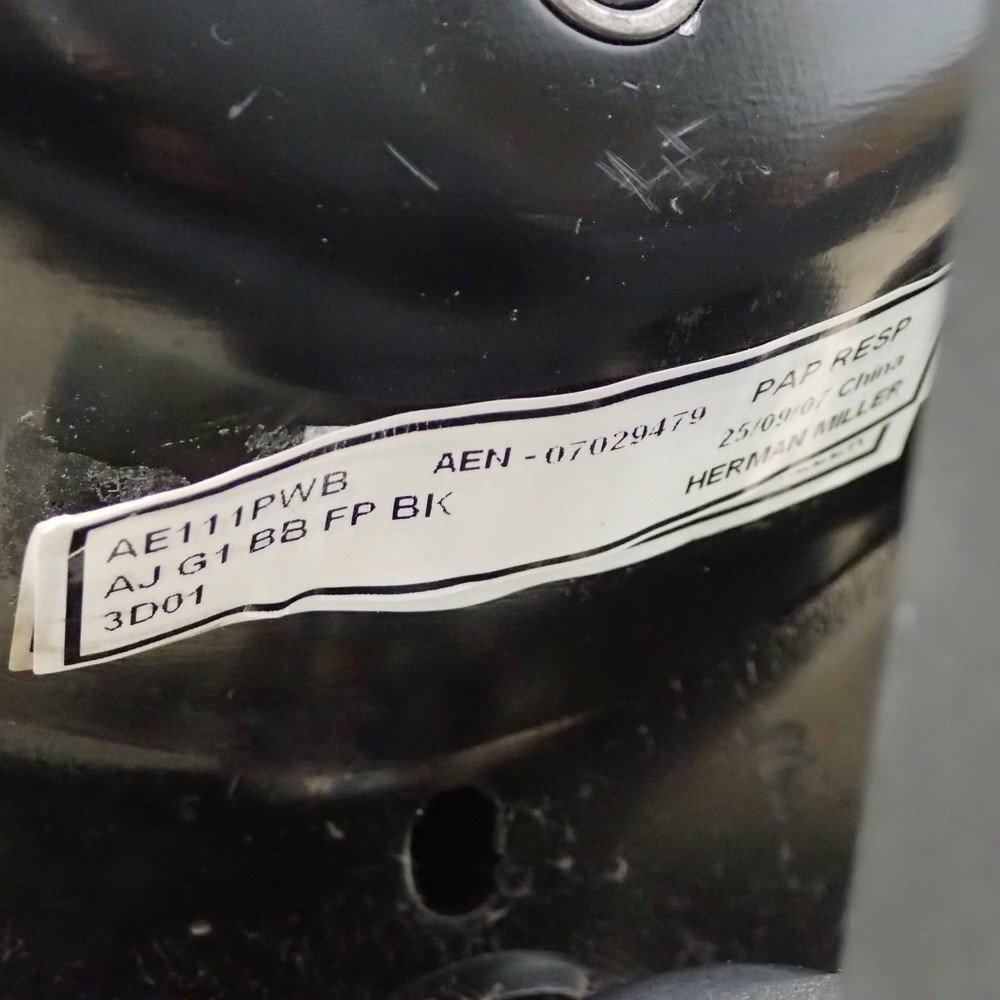 AE111PWB AEN - 07029479 PAP RESP
AJ G1 BB FP BK 25/09/07 China
3D01 HERMAN MILLER